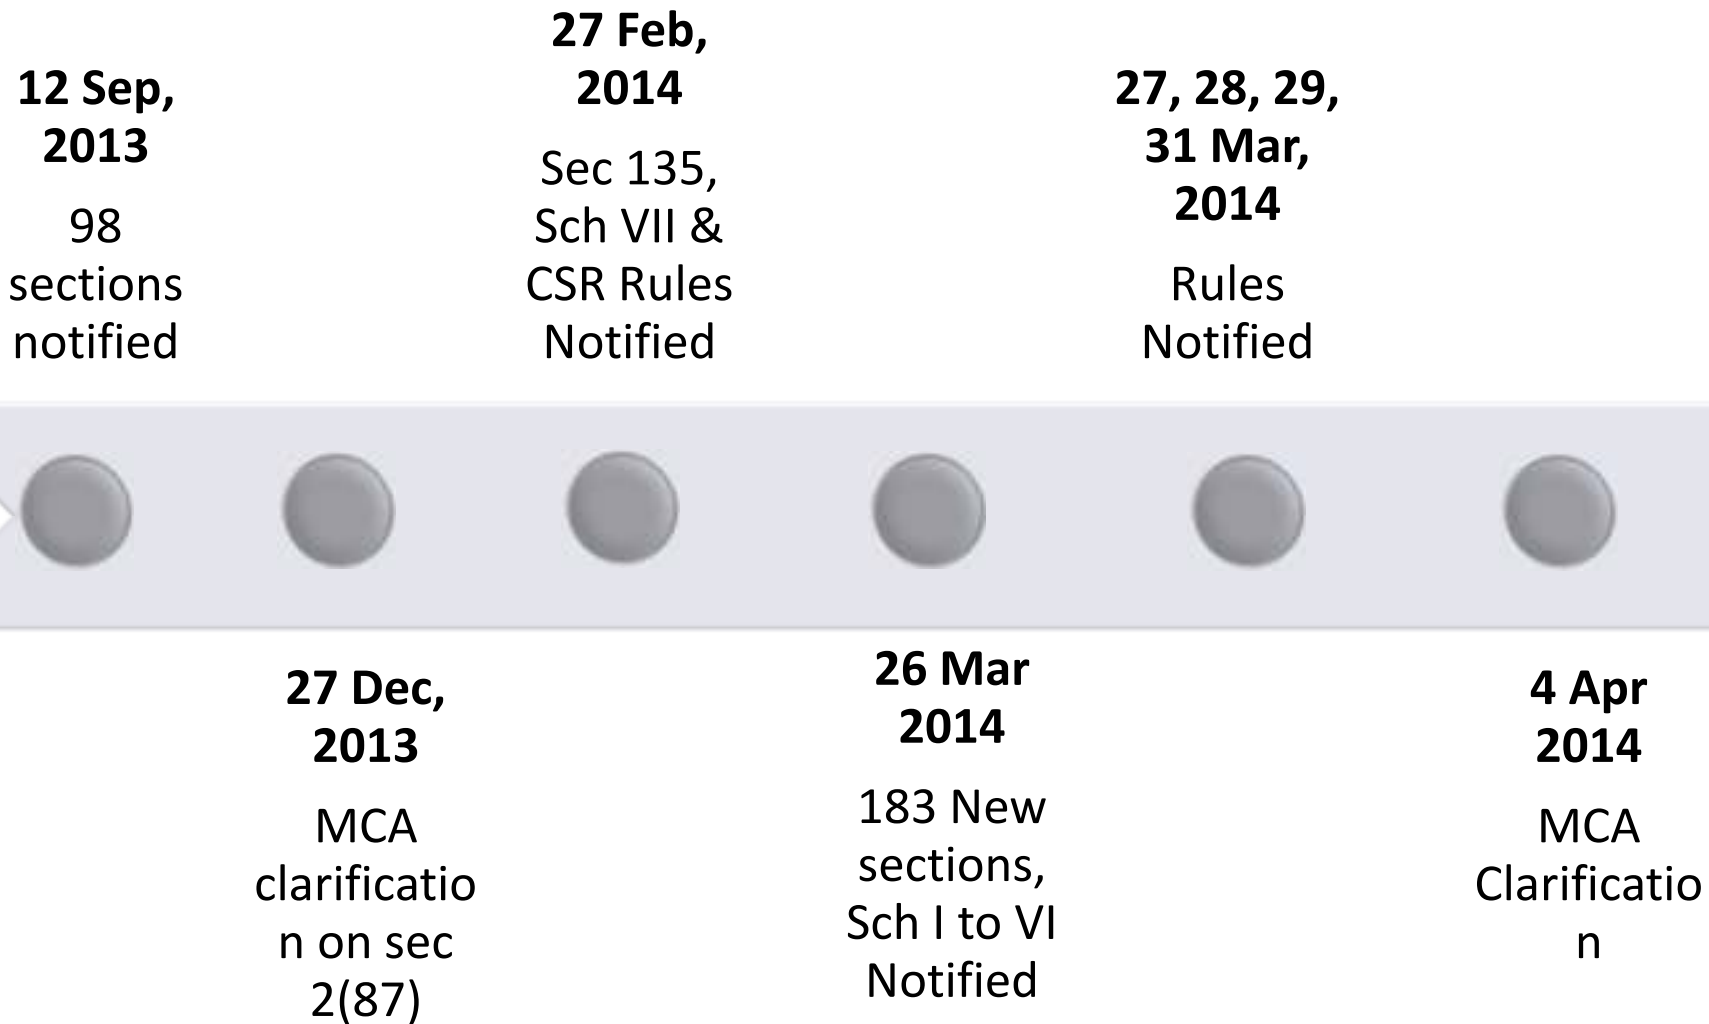 12 Sep,
2013
98
sections
notified
27 Dec,
2013
MCA
clarificatio
n on sec
2(87)
27 Feb,
2014
Sec 135,
Sch VII &
CSR Rules
Notified
26 Mar
2014
183 New
sections,
Sch I to VI
Notified
27, 28, 29,
31 Mar,
2014
Rules
Notified
4 Apr
2014
MCA
Clarificatio
n